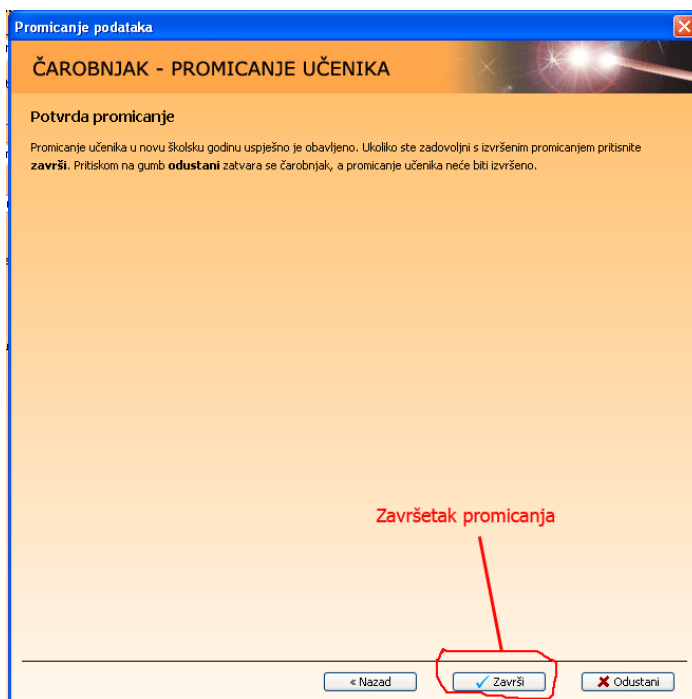 Promicanje podataka
ČAROBNJAK - PROMICANJE UČENIKA
Potvrda promicanje
Promicanje učenika u novu školsku godinu uspješno je obavljeno. Ukoliko ste zadovoljni s izvršenim promicanjem pritisnite
završi. Pritiskom na gumb odustani zatvara se čarobnjak, a promicanje učenika neće biti izvršeno.
Završetak promicanja
« Nazad
Završi
Odustani